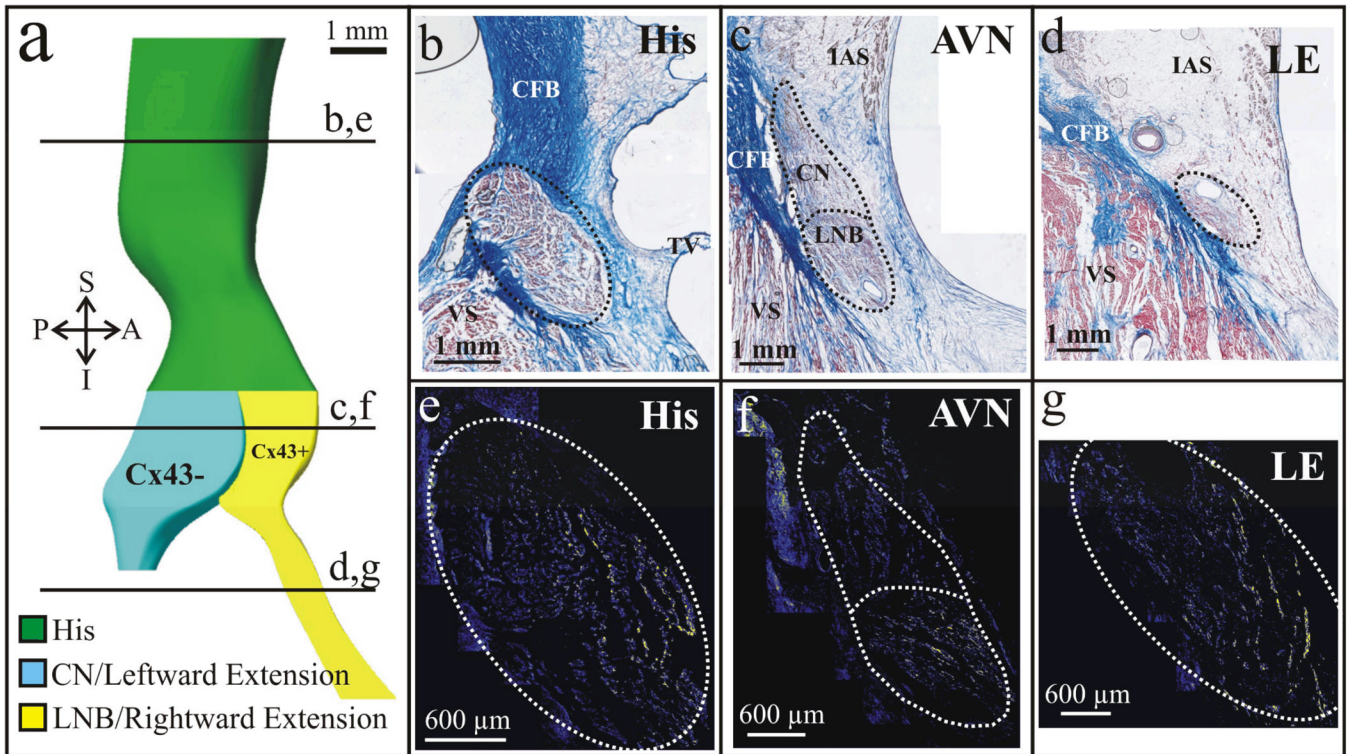 a
1 mm
b,e
S
P
A
I
c,f
Cx43-
Cx43+
d,g
His
CN/Leftward Extension
LNB/Rightward Extension
b
His
CFB
TV
VS
1 mm
c
AVN
IAS
CFB
CN
LNB
VS
1 mm
d
LE
IAS
CFB
VS
1 mm
e
His
600 µm
f
AVN
600 µm
g
LE
600 µm